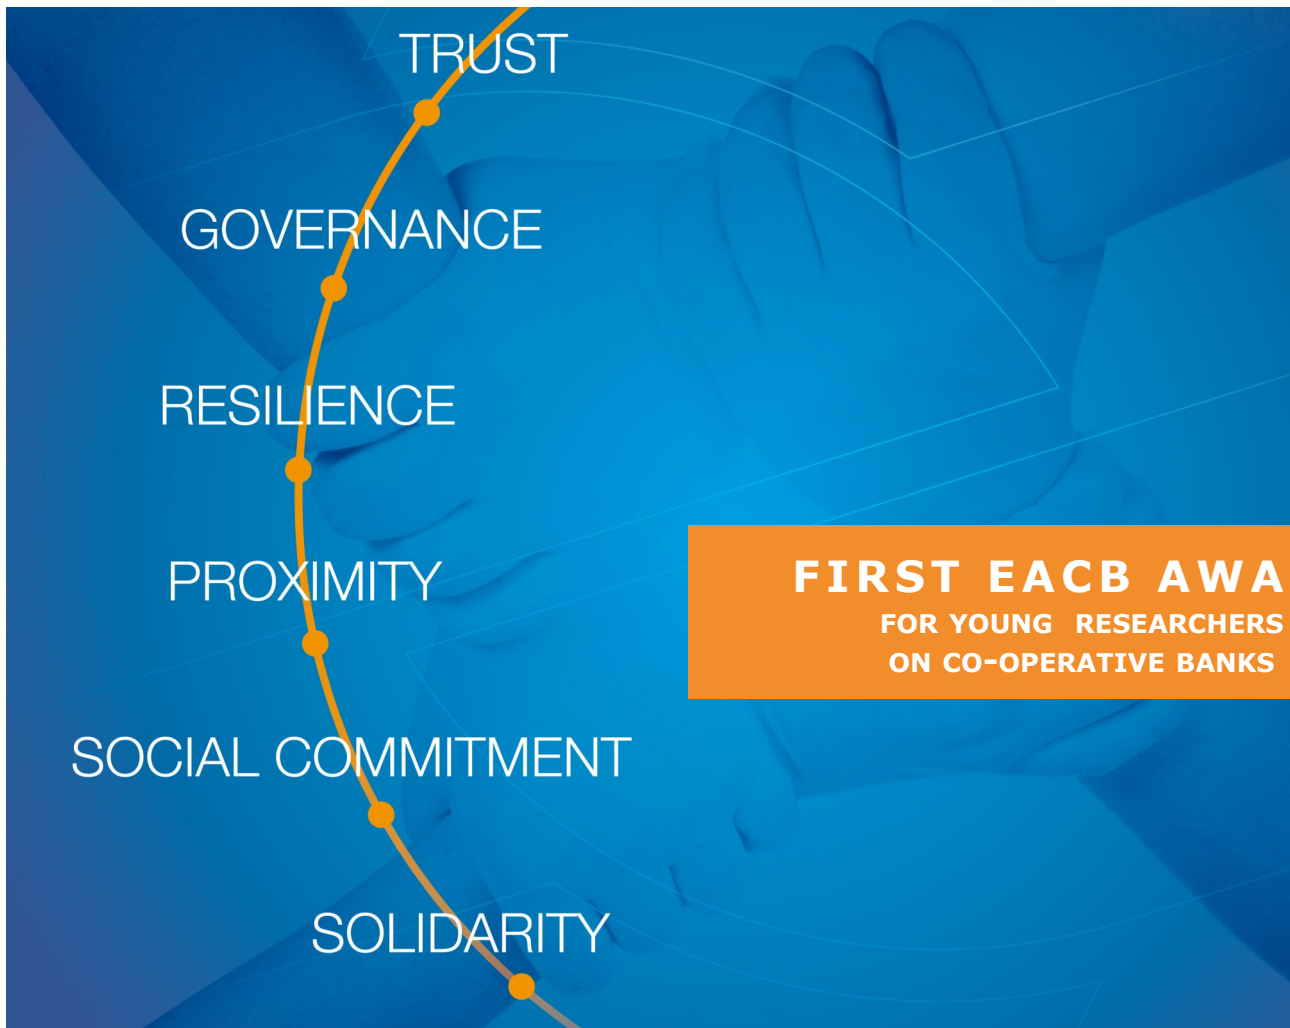 TRUST
GOVERNANCE
RESILIENCE
PROXIMITY
SOCIAL COMMITMENT
SOLIDARITY
FIRST EACB AWA
FOR YOUNG RESEARCHERS
ON CO-OPERATIVE BANKS